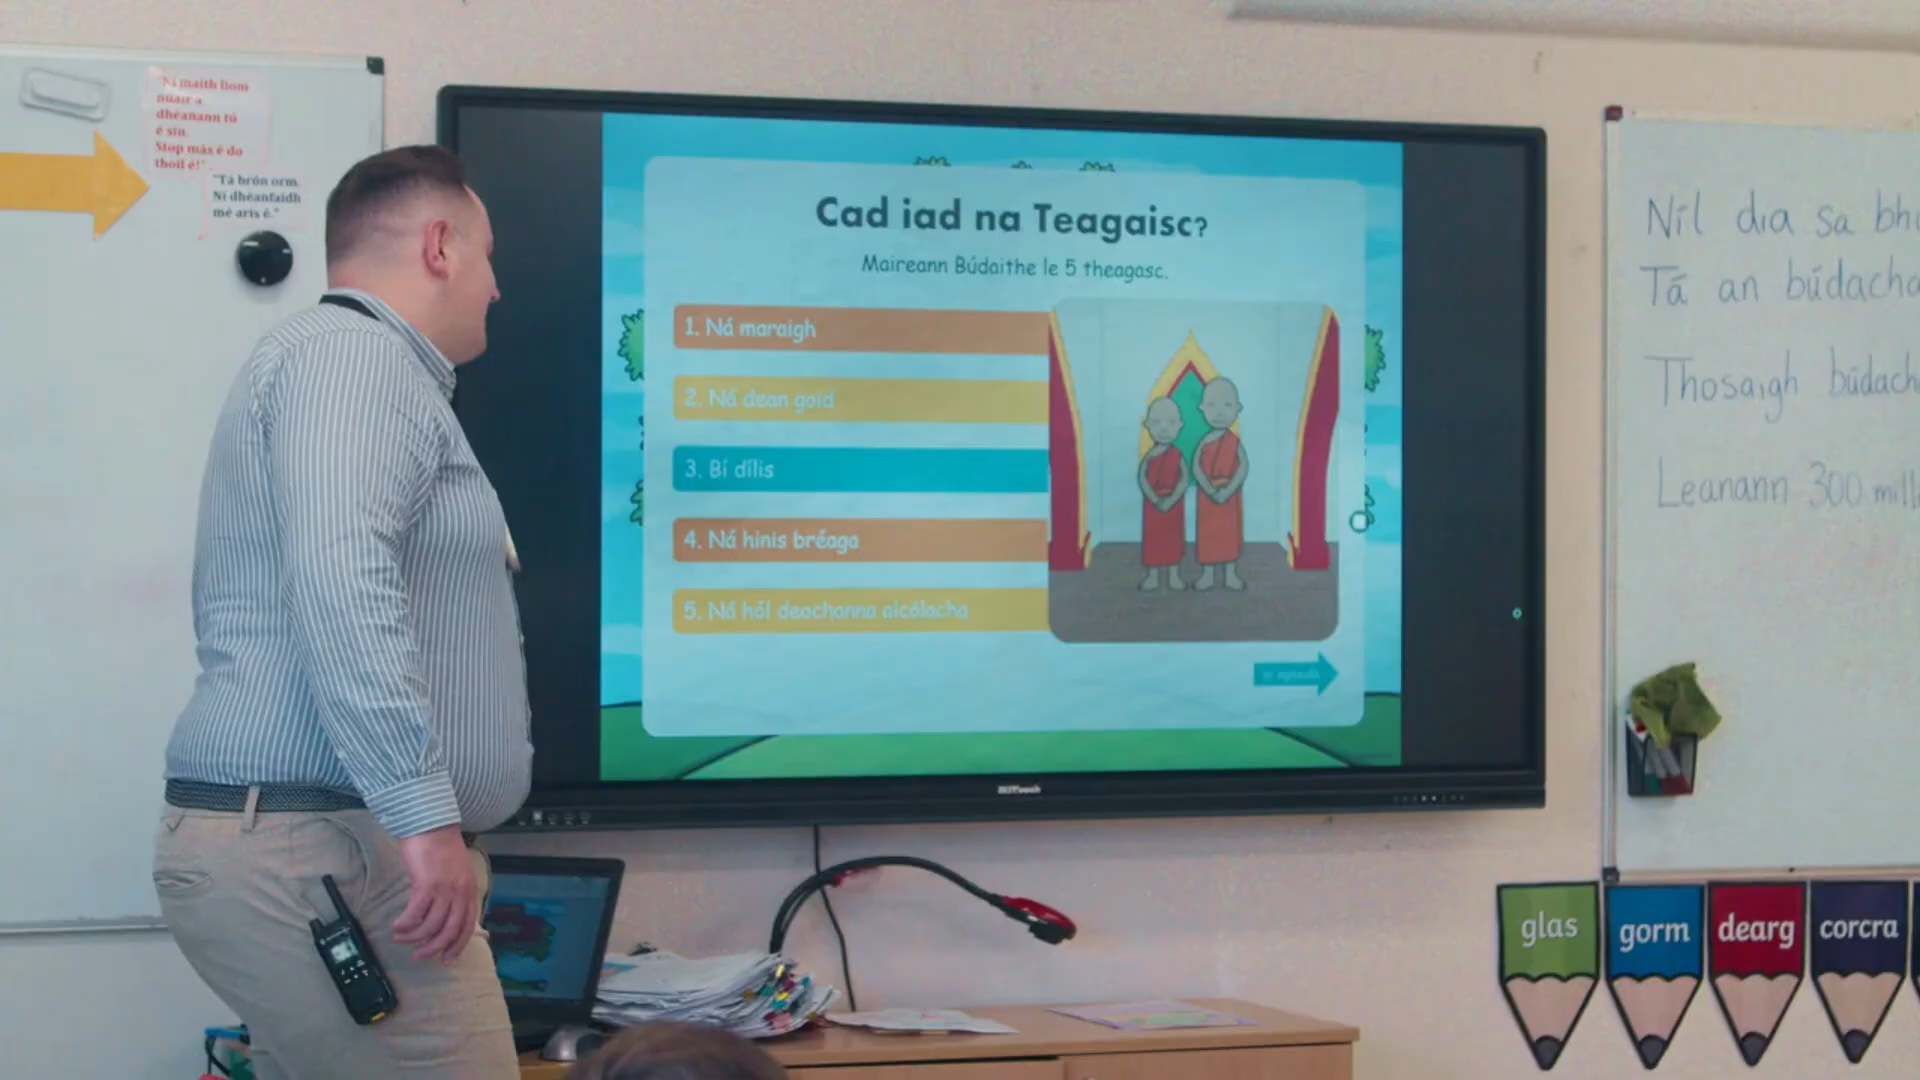 "Ní maith liom
nuair a
dhéanann tú
é sin.
Stop más é do
thoil é!"
"Tá brón orm.
Ní dhéanfaidh
mé arís é."
Cad iad na Teagaisc?
Maireann Búdaithe le 5 theagasc.
1. Ná maraigh
2. Ná dean goid
3. Bí dílis
4. Ná hinis bréaga
5. Ná hól deochanna alcólacha
Níl dia sa
Tá an búdacha
Thosaigh búdach
Leanann 300
glas
gorm
dearg
corcra